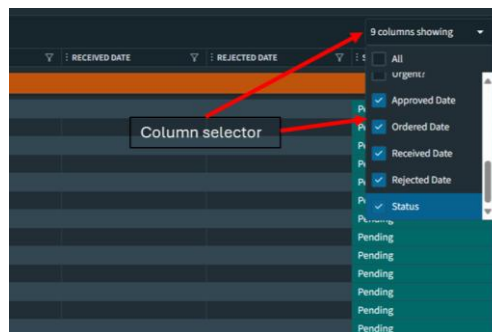 9 columns showing
RECEIVED DATE
REJECTED DATE
S
All
Urgent?
Approved Date
Ordered Date
Received Date
Rejected Date
Status
Column selector
Pending
Pending
Pending
Pending
Pending
Pending